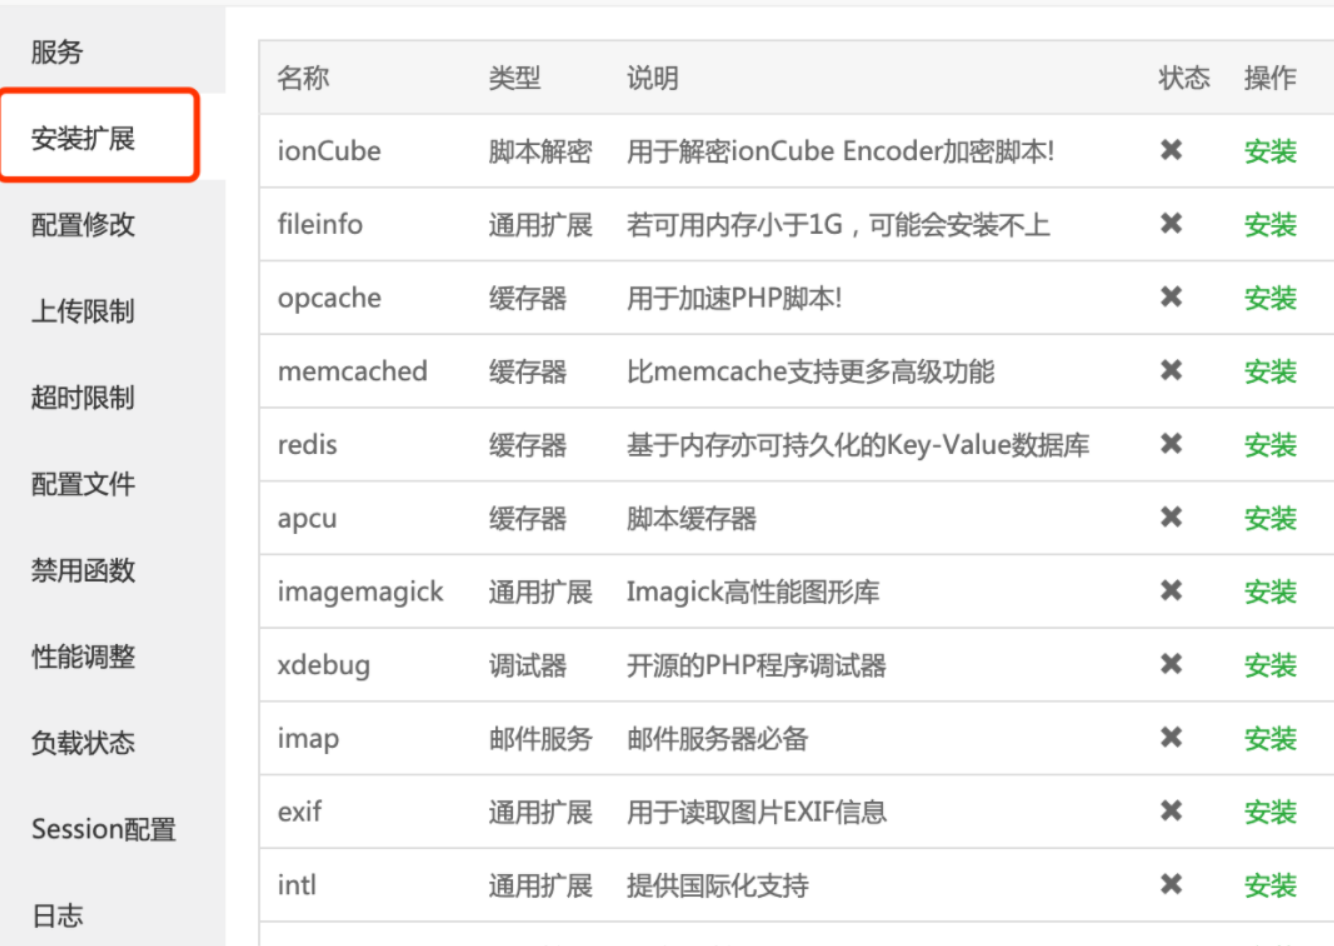 服务
安装扩展
配置修改
上传限制
超时限制
配置文件
禁用函数
性能调整
负载状态
Session配置
日志
名称 类型 说明 状态 操作
ionCube 脚本解密 用于解密ionCube Encoder加密脚本! ✖ 安装
fileinfo 通用扩展 若可用内存小于1G，可能会安装不上 ✖ 安装
opcache 缓存器 用于加速PHP脚本! ✖ 安装
memcached 缓存器 比memcache支持更多高级功能 ✖ 安装
redis 缓存器 基于内存亦可持久化的Key-Value数据库 ✖ 安装
apcu 缓存器 脚本缓存器 ✖ 安装
imagemagick 通用扩展 Imagick高性能图形库 ✖ 安装
xdebug 调试器 开源的PHP程序调试器 ✖ 安装
imap 邮件服务 邮件服务器必备 ✖ 安装
exif 通用扩展 用于读取图片EXIF信息 ✖ 安装
intl 通用扩展 提供国际化支持 ✖ 安装